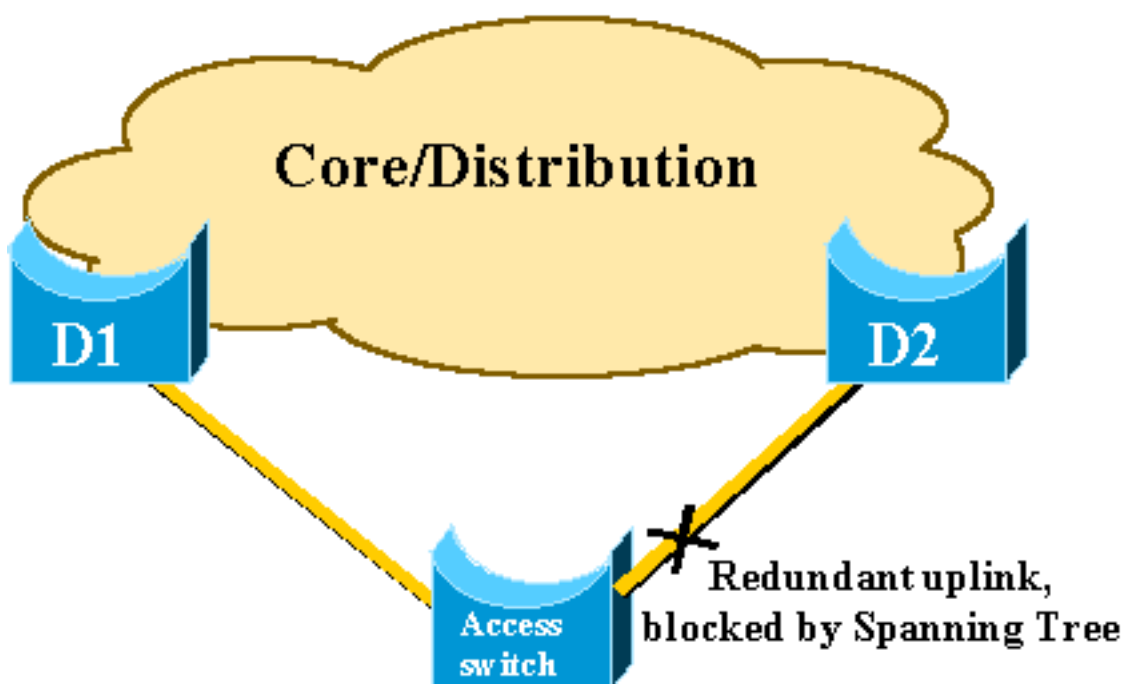 Core/Distribution
D1
D2
Redundant uplink,
blocked by Spanning Tree
Access
switch